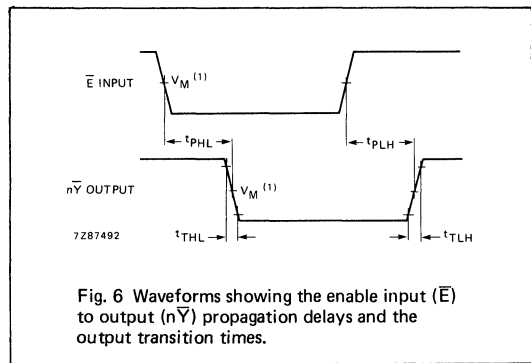 E̅ INPUT
V_M (1)
t_PHL
t_PLH
nY̅ OUTPUT
V_M (1)
7Z87492
t_THL
t_TLH
Fig. 6 Waveforms showing the enable input (E̅)
to output (nY̅) propagation delays and the
output transition times.